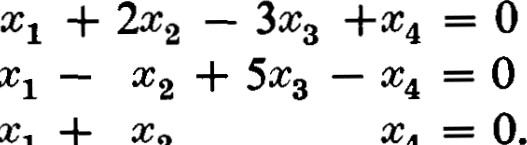 x₁ + 2x₂ − 3x₃ + x₄ = 0
x₁ − x₂ + 5x₃ − x₄ = 0
x₁ + x₂ x₄ = 0.